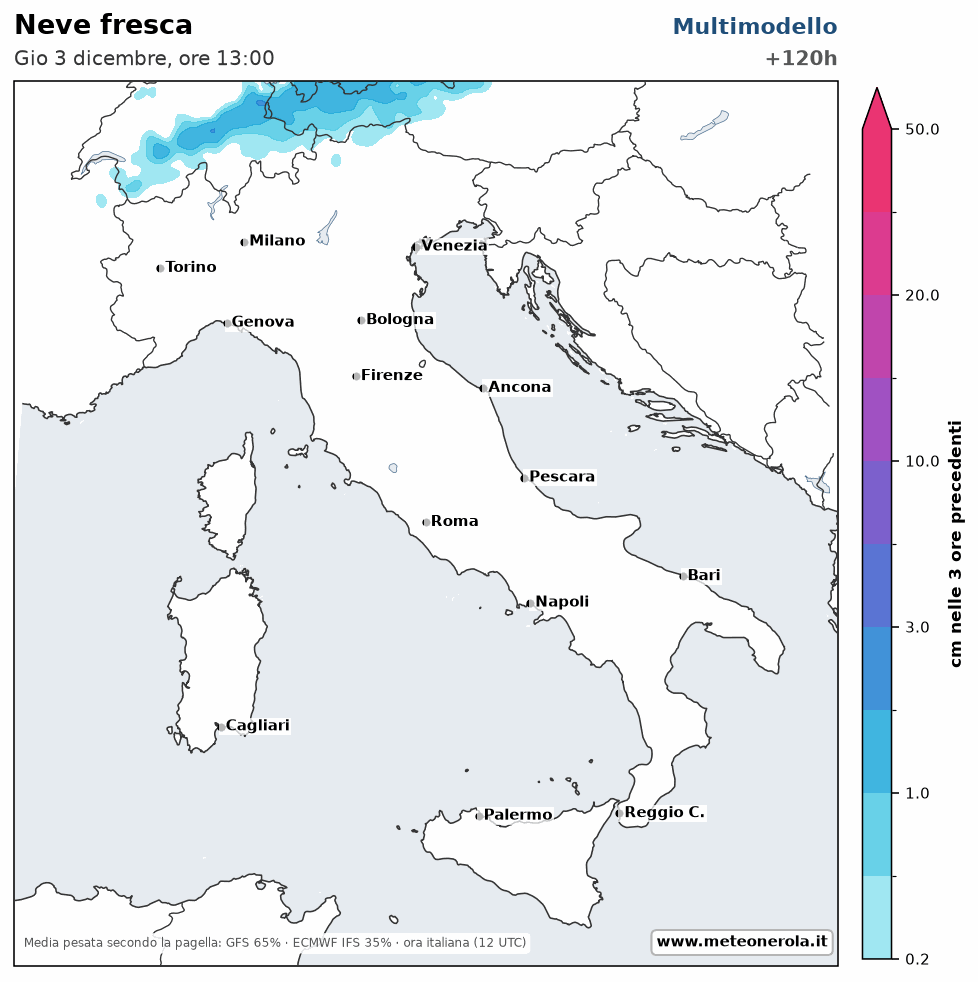 Neve fresca
Multimodello
Gio 3 dicembre, ore 13:00
+120h
50.0
20.0
10.0
3.0
1.0
0.2
cm nelle 3 ore precedenti
Milano
Venezia
Torino
Genova
Bologna
Firenze
Ancona
Pescara
Roma
Bari
Napoli
Cagliari
Palermo
Reggio C.
Media pesata secondo la pagella: GFS 65% · ECMWF IFS 35% · ora italiana (12 UTC)
www.meteonerola.it